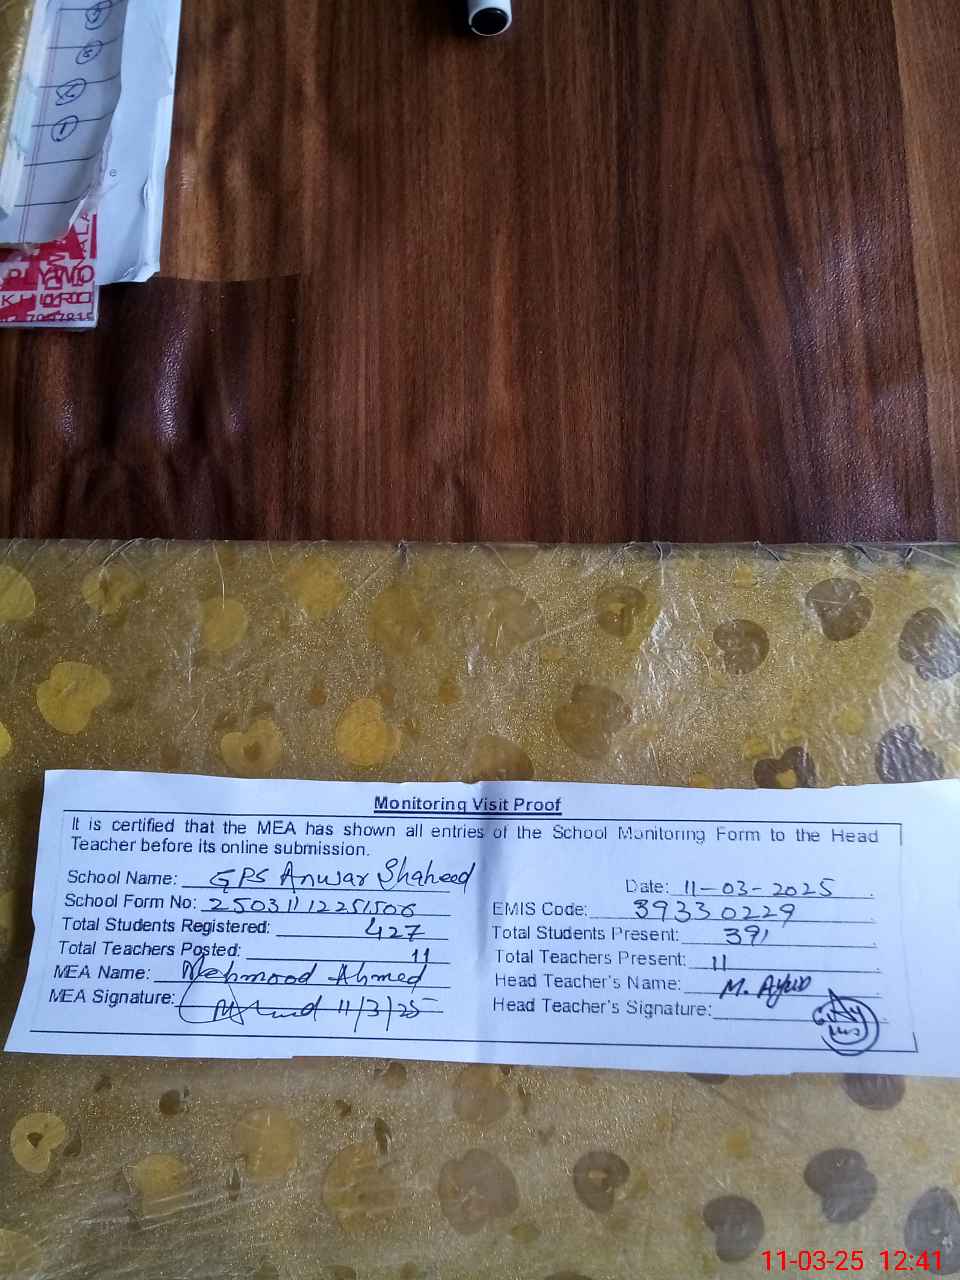 Monitoring Visit Proof
It is certified that the MEA has shown all entries of the School Monitoring Form to the Head
Teacher before its online submission.
School Name: GPS Anwar Shaheed
Date: 11-03-2025
School Form No: 25031112251506
EMIS Code: 39330229
Total Students Registered: 427
Total Students Present: 391
Total Teachers Posted: 11
Total Teachers Present: 11
MEA Name: Mehmood Ahmed
Head Teacher's Name: M. Ayub
MEA Signature: 11/3/25
Head Teacher's Signature:
11-03-25 12:41